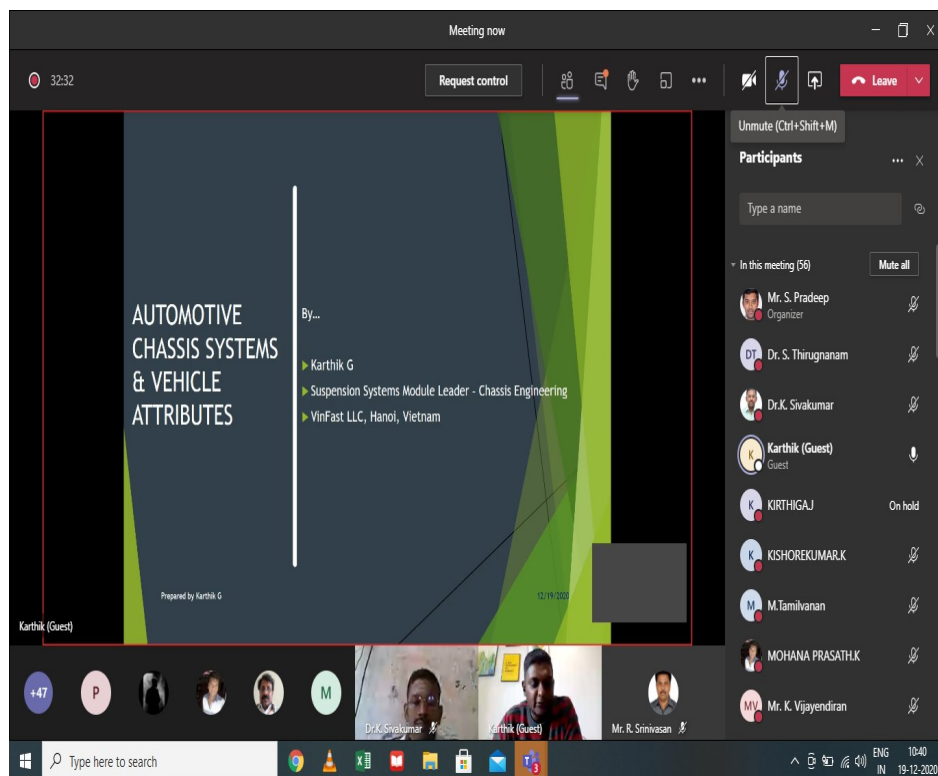 Meeting now
32:32
Request control
Leave
Unmute (Ctrl+Shift+M)
Participants
Type a name
In this meeting (56)
Mute all
Mr. S. Pradeep
Organizer
DT
Dr. S. Thirugnanam
Dr.K. Sivakumar
K
Karthik (Guest)
Guest
K
KIRTHIGA.J
On hold
K
KISHOREKUMAR.K
M
M.Tamilvanan
MOHANA PRASATH.K
MV
Mr. K. Vijayendiran
AUTOMOTIVE
CHASSIS SYSTEMS
& VEHICLE
ATTRIBUTES
By...
Karthik G
Suspension Systems Module Leader - Chassis Engineering
VinFast LLC, Hanoi, Vietnam
Prepared by Karthik G
12/19/2020
Karthik (Guest)
+47
P
M
Dr.K. Sivakumar
Karthik (Guest)
Mr. R. Srinivasan
Type here to search
3
ENG
IN
10:40
19-12-2020